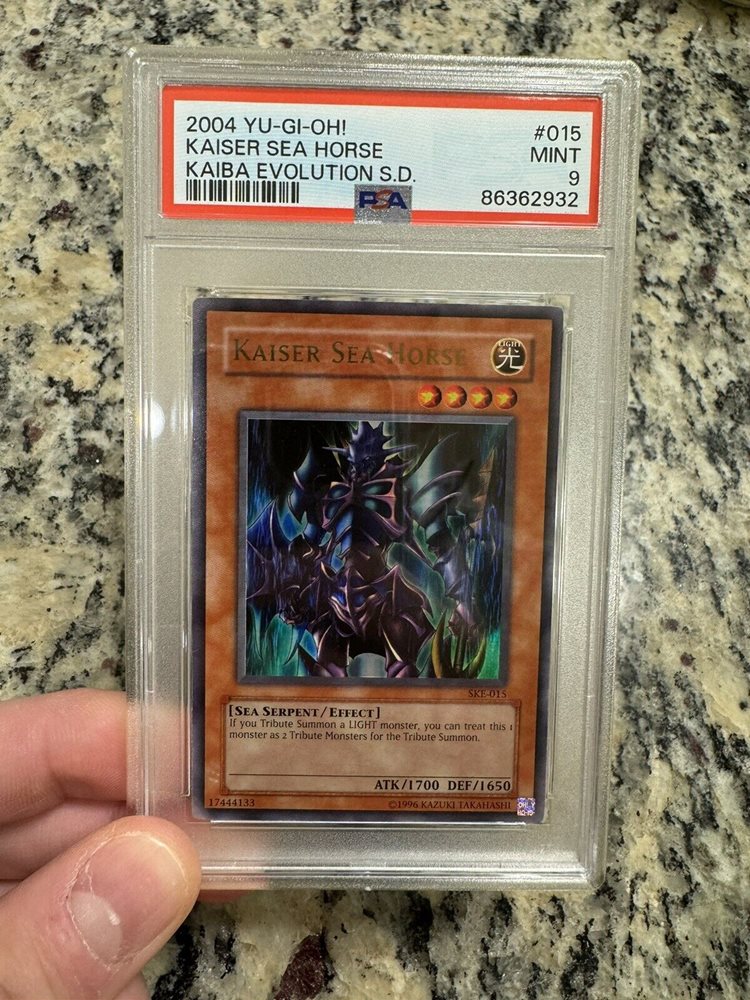 2004 YU-GI-OH! #015
KAISER SEA HORSE MINT
KAIBA EVOLUTION S.D. 9
PSA 86362932
KAISER SEA HORSE
LIGHT
光
SKE-015
[SEA SERPENT/EFFECT]
If you Tribute Summon a LIGHT monster, you can treat this 1
monster as 2 Tribute Monsters for the Tribute Summon.
ATK/1700 DEF/1650
17444133 ©1996 KAZUKI TAKAHASHI